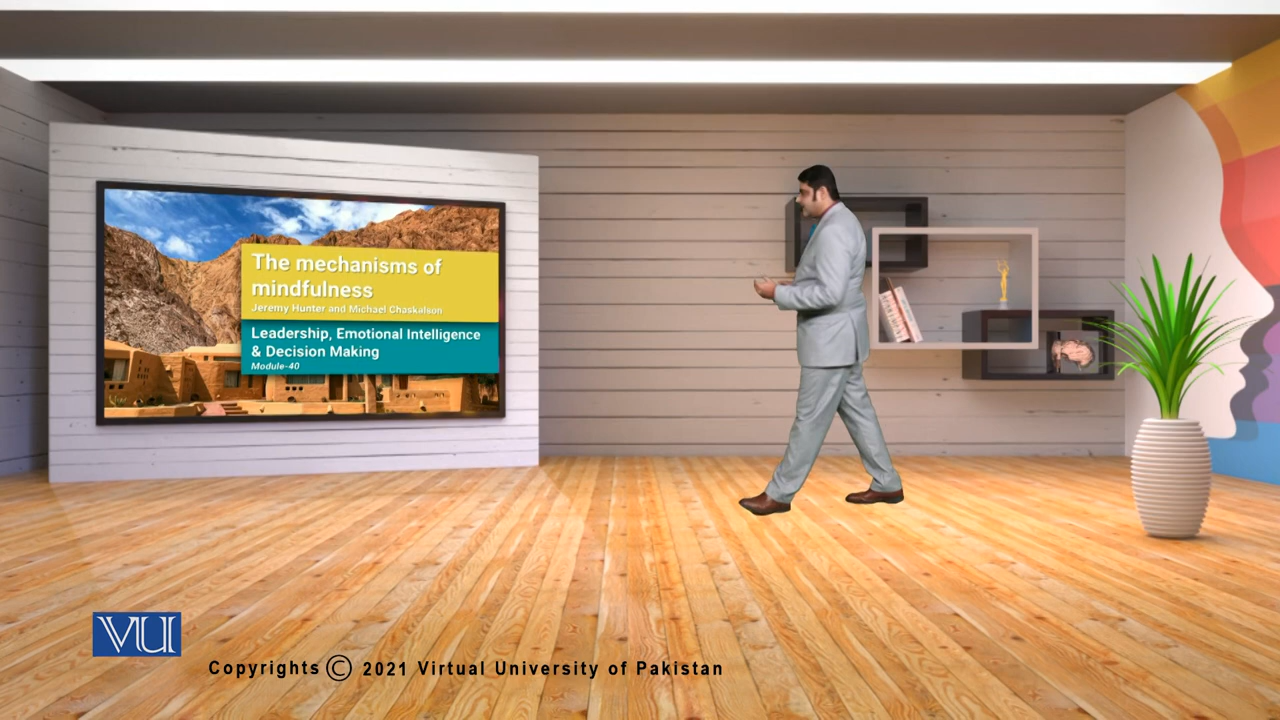 The mechanisms of
mindfulness
Jeremy Hunter and Michael Chaskalson
Leadership, Emotional Intelligence
& Decision Making
Module-40
VU
Copyrights © 2021 Virtual University of Pakistan